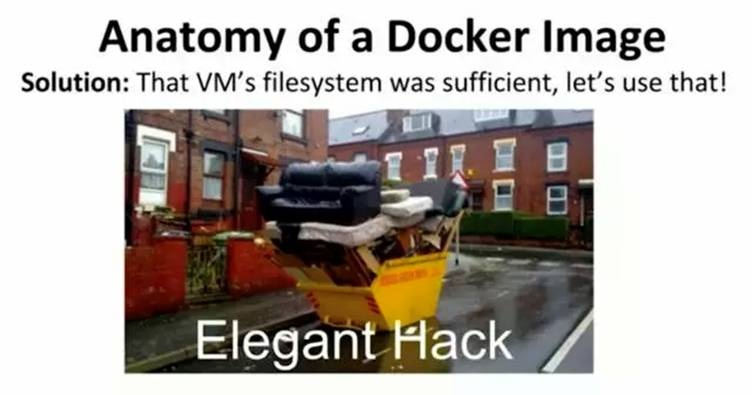 Anatomy of a Docker Image
Solution: That VM's filesystem was sufficient, let's use that!
Elegant Hack